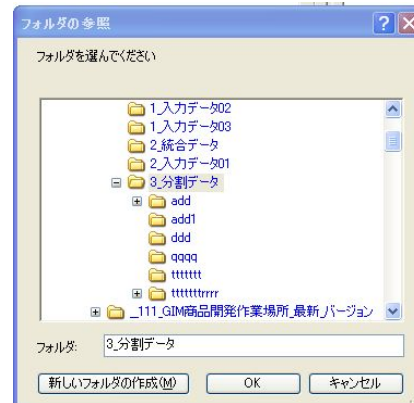 フォルダの参照
フォルダを選んでください
1_入力データ02
1_入力データ03
2_統合データ
2_入力データ01
3_分割データ
add
add1
ddd
qqqq
ttttttt
tttttttrrrr
_111_GIM商品開発作業場所_最新_バージョン
フォルダ: 3_分割データ
新しいフォルダの作成(M) OK キャンセル